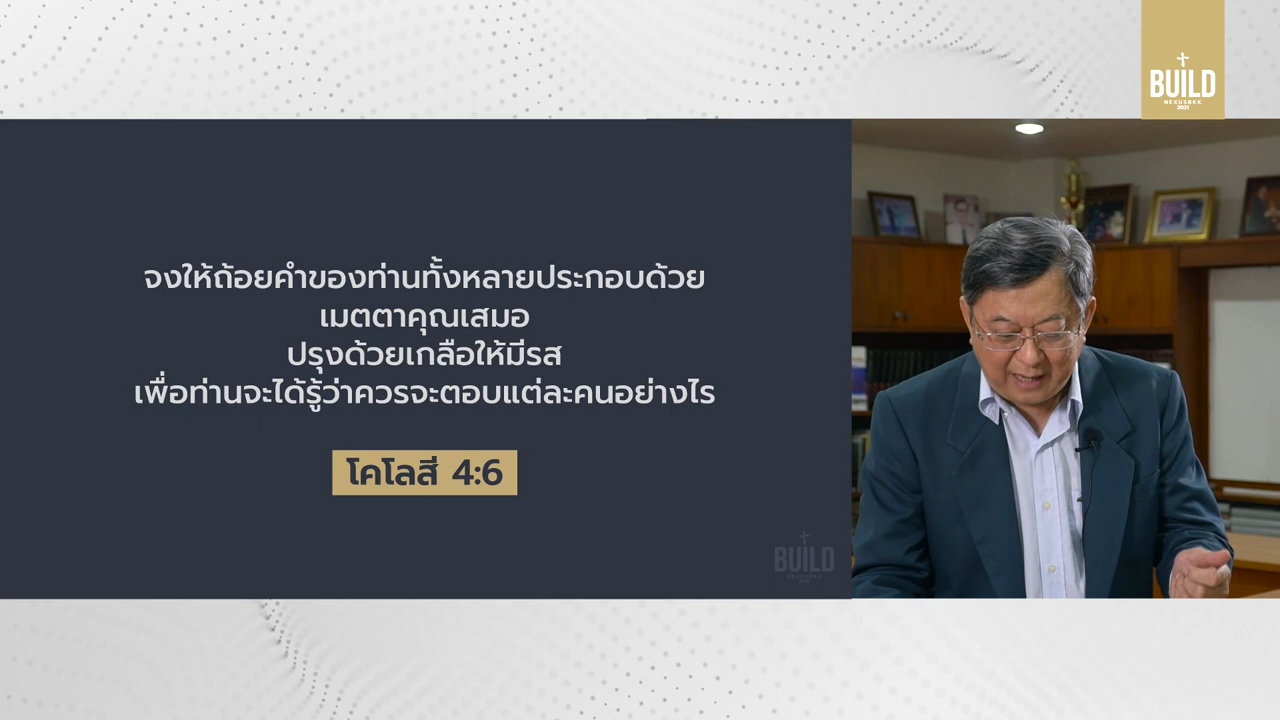 BUILD
NEXUSBKK
2021
จงให้ถ้อยคำของท่านทั้งหลายประกอบด้วย
เมตตาคุณเสมอ
ปรุงด้วยเกลือให้มีรส
เพื่อท่านจะได้รู้ว่าควรจะตอบแต่ละคนอย่างไร
โคโลสี 4:6
BUILD
NEXUSBKK
2021